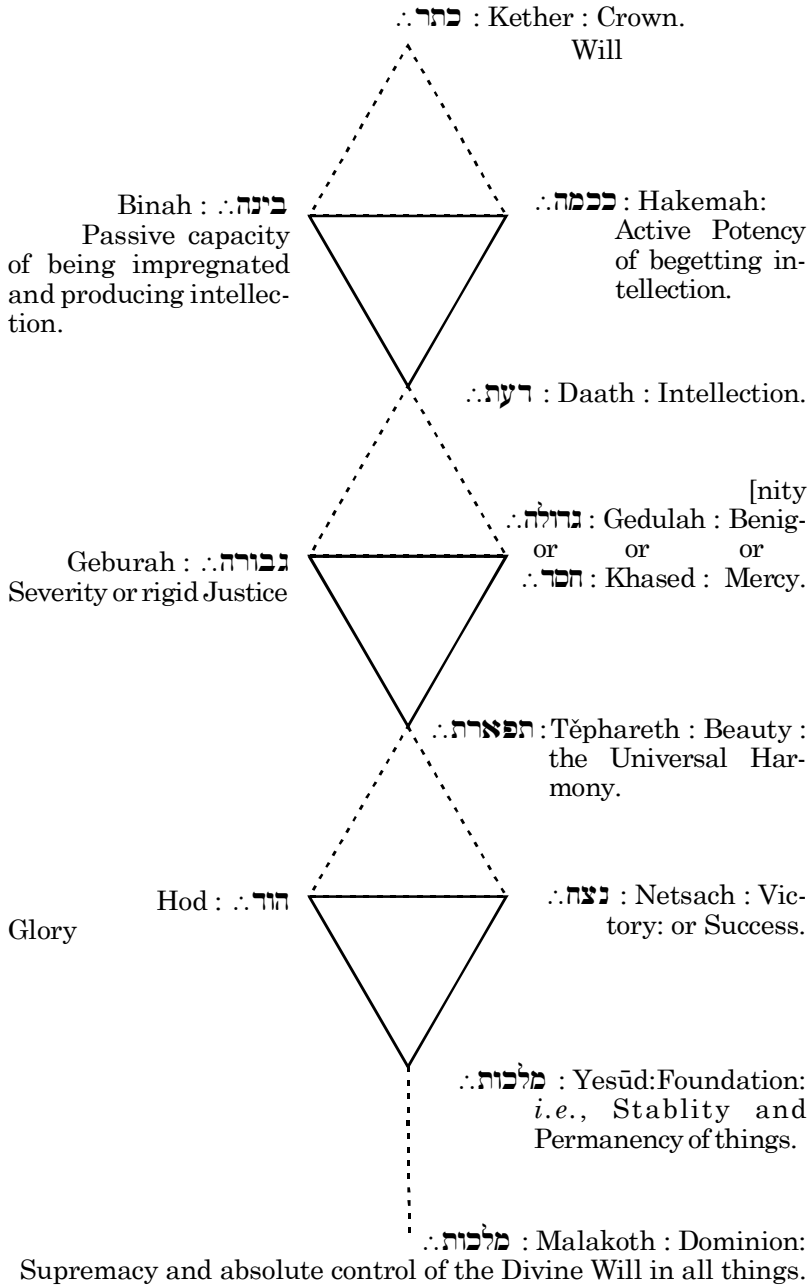 ∴כתר : Kether : Crown.
Will
Binah : ∴בינה
Passive capacity
of being impregnated
and producing intellec-
tion.
∴ככמה : Hakemah:
Active Potency
of begetting in-
tellection.
∴דעת : Daath : Intellection.
[nity
∴גדולה : Gedulah : Benig-
or or or
∴חסד : Khased : Mercy.
Geburah : ∴גבורה
Severity or rigid Justice
∴תפארת : Tĕphareth : Beauty :
the Universal Har-
mony.
Hod : ∴הוד
Glory
∴נצח : Netsach : Vic-
tory: or Success.
∴מלכות : Yesūd:Foundation:
i.e., Stablity and
Permanency of things.
∴מלכות : Malakoth : Dominion:
Supremacy and absolute control of the Divine Will in all things.